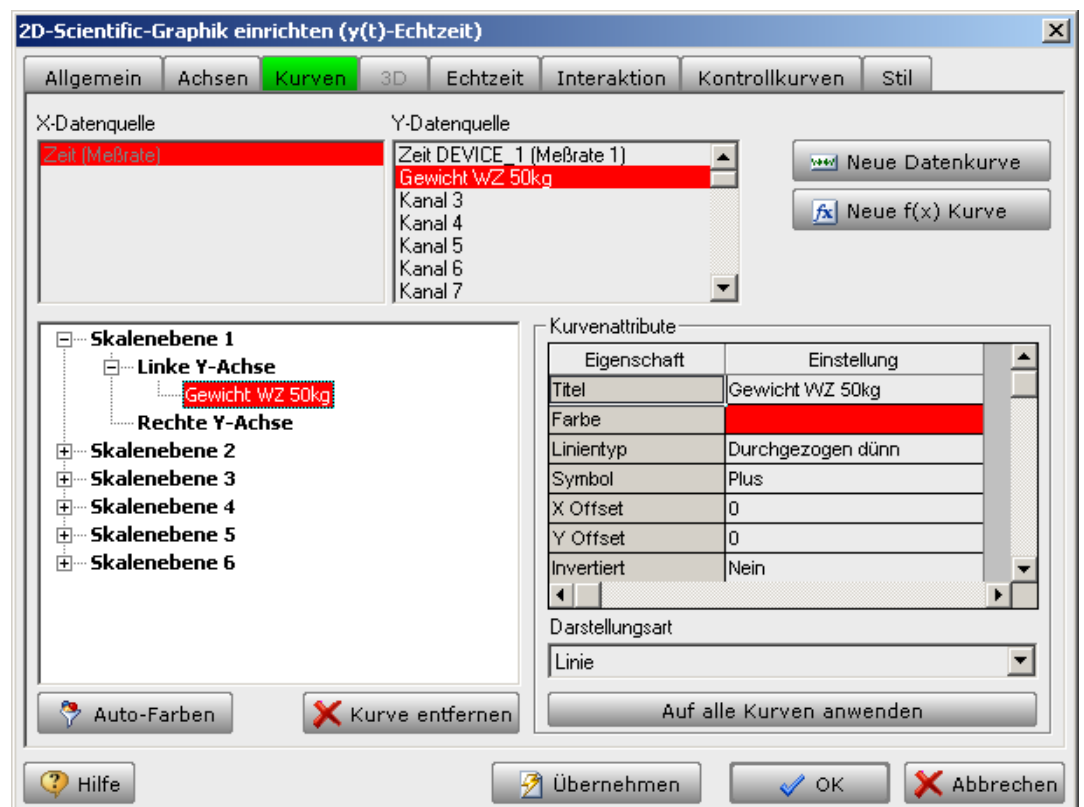 2D-Scientific-Graphik einrichten (y(t)-Echtzeit)
Allgemein Achsen Kurven 3D Echtzeit Interaktion Kontrollkurven Stil
X-Datenquelle Y-Datenquelle
Zeit (Meßrate)
Zeit DEVICE_1 (Meßrate 1)
Gewicht WZ 50kg
Kanal 3
Kanal 4
Kanal 5
Kanal 6
Kanal 7
Neue Datenkurve
fx Neue f(x) Kurve
Skalenebene 1
Linke Y-Achse
Gewicht WZ 50kg
Rechte Y-Achse
Skalenebene 2
Skalenebene 3
Skalenebene 4
Skalenebene 5
Skalenebene 6
Auto-Farben Kurve entfernen
Kurvenattribute
Eigenschaft Einstellung
Titel Gewicht WZ 50kg
Farbe
Linientyp Durchgezogen dünn
Symbol Plus
X Offset 0
Y Offset 0
Invertiert Nein
Darstellungsart
Linie
Auf alle Kurven anwenden
Hilfe Übernehmen OK Abbrechen